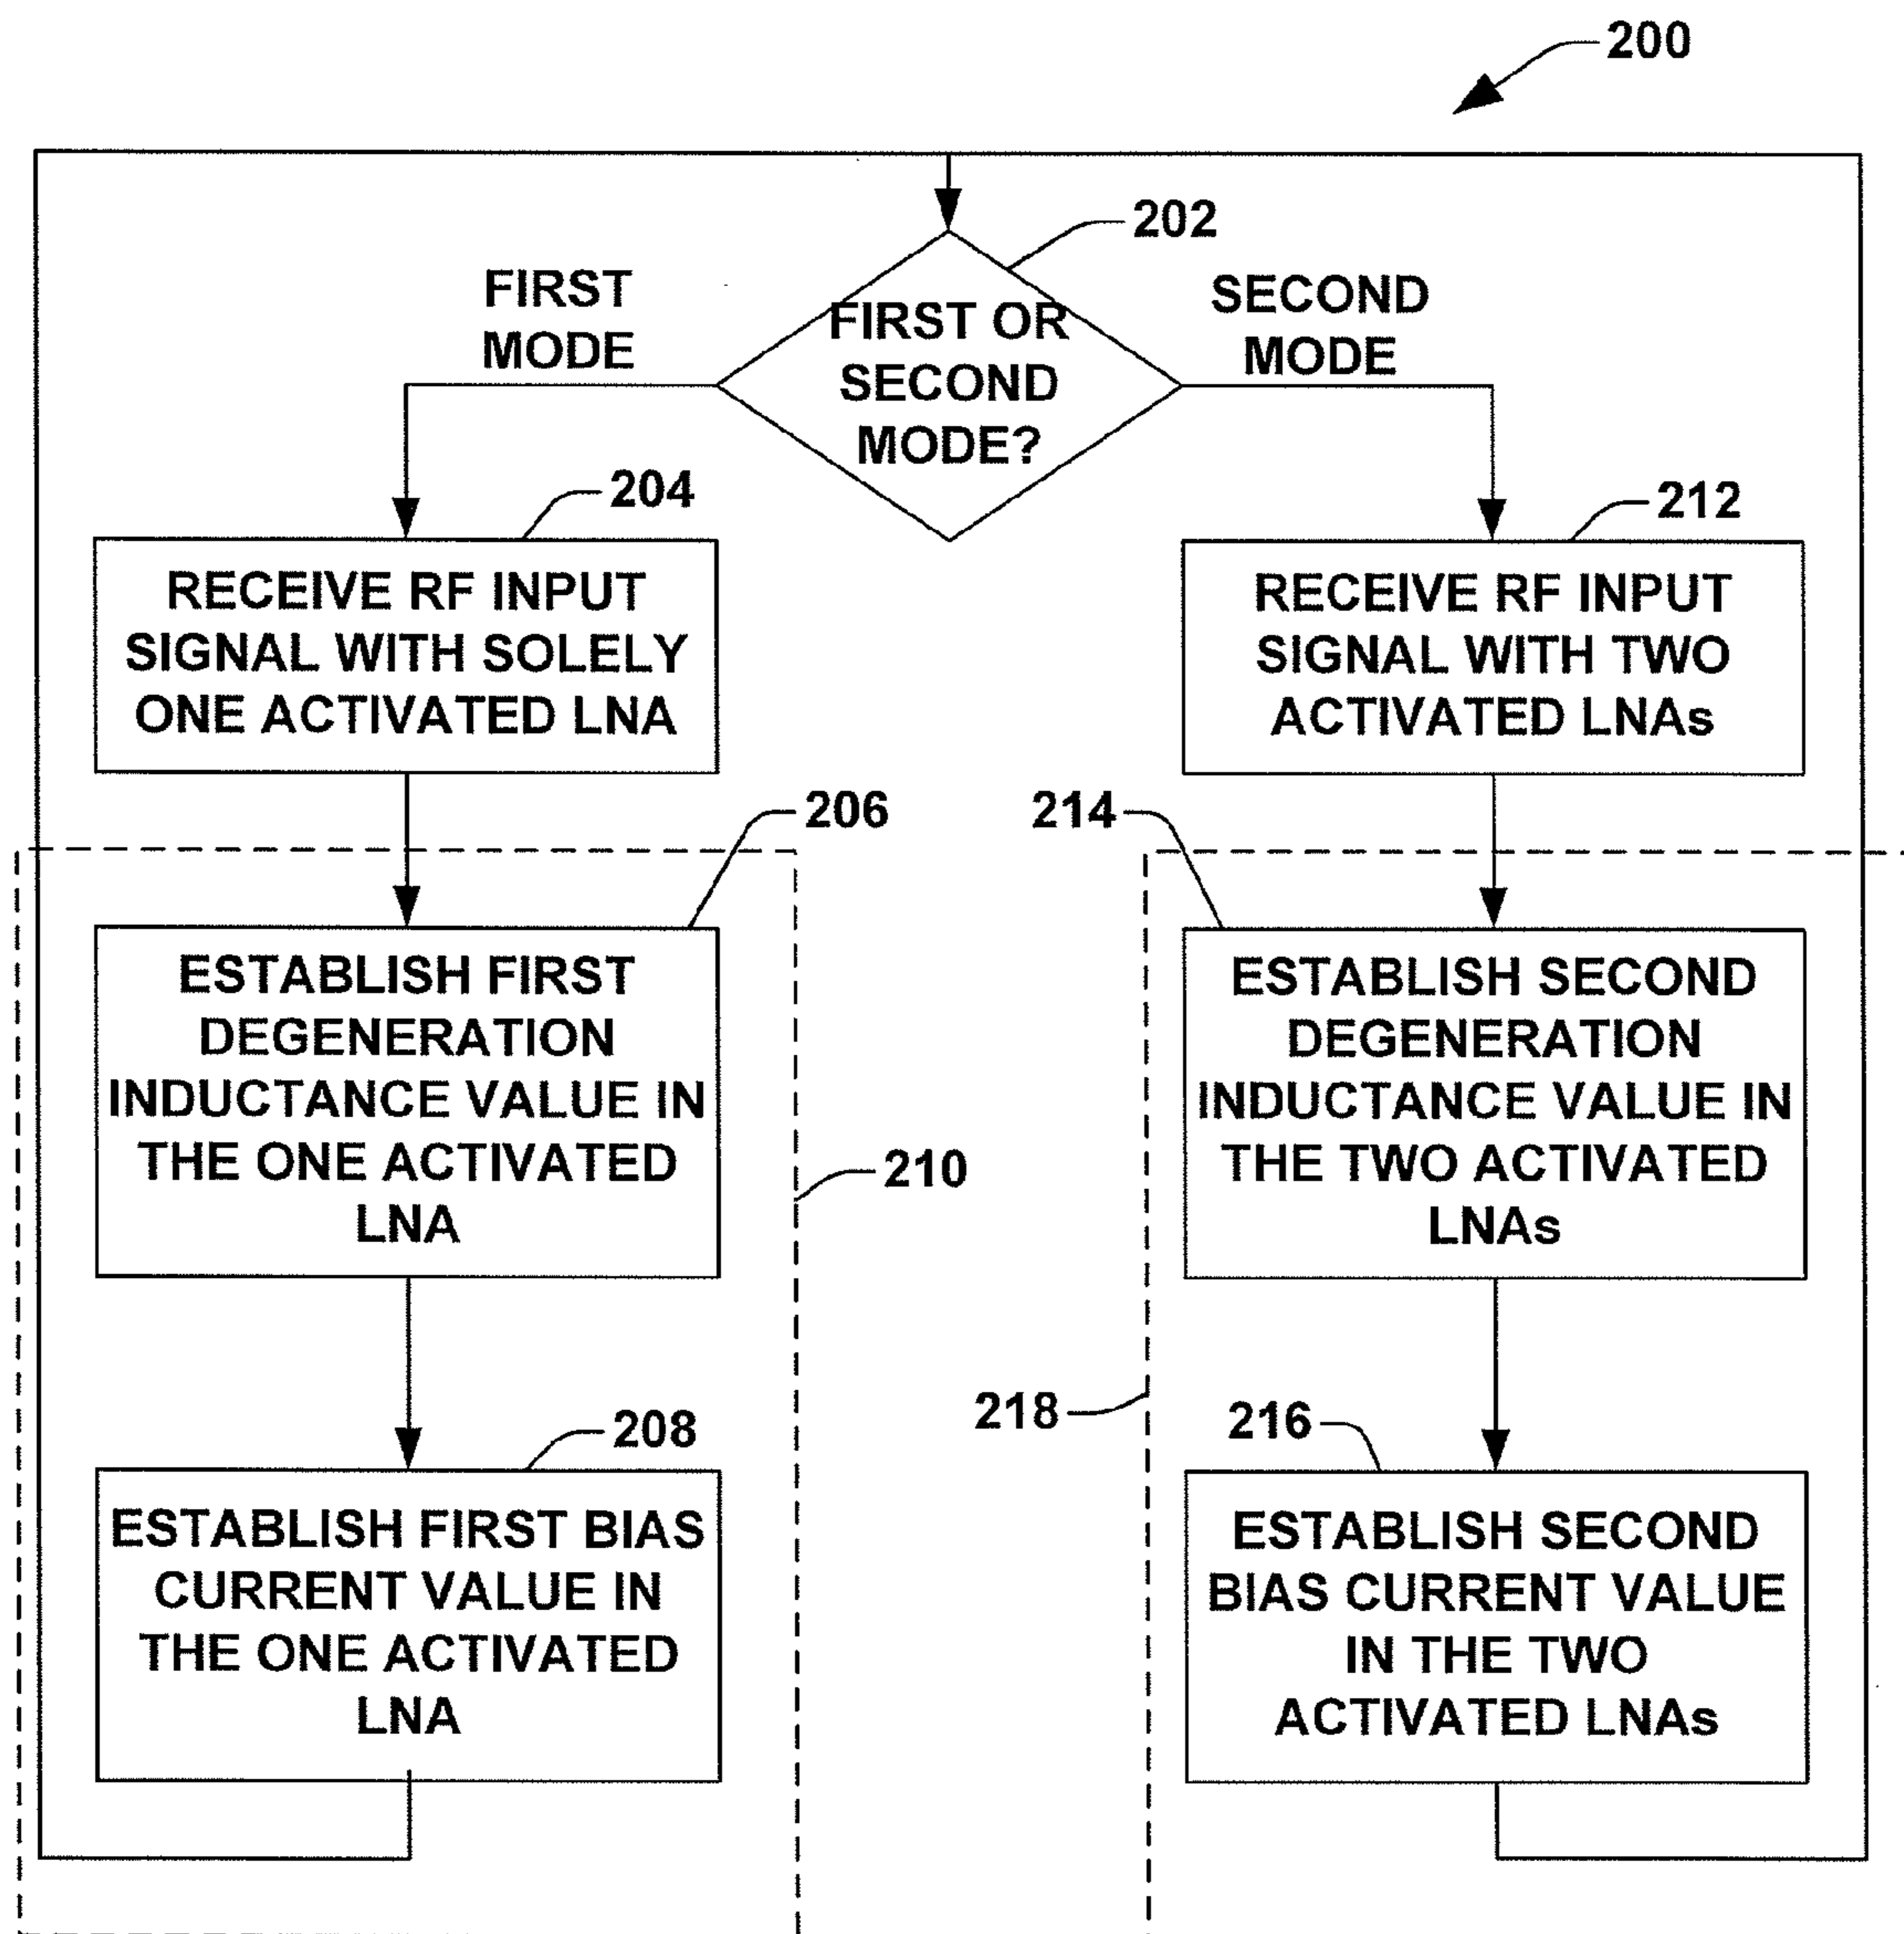 200
202
FIRST
MODE
FIRST OR
SECOND
MODE?
SECOND
MODE
204
RECEIVE RF INPUT
SIGNAL WITH SOLELY
ONE ACTIVATED LNA
212
RECEIVE RF INPUT
SIGNAL WITH TWO
ACTIVATED LNAs
206
ESTABLISH FIRST
DEGENERATION
INDUCTANCE VALUE IN
THE ONE ACTIVATED
LNA
210
214
ESTABLISH SECOND
DEGENERATION
INDUCTANCE VALUE IN
THE TWO ACTIVATED
LNAs
218
208
ESTABLISH FIRST BIAS
CURRENT VALUE IN
THE ONE ACTIVATED
LNA
216
ESTABLISH SECOND
BIAS CURRENT VALUE
IN THE TWO
ACTIVATED LNAs